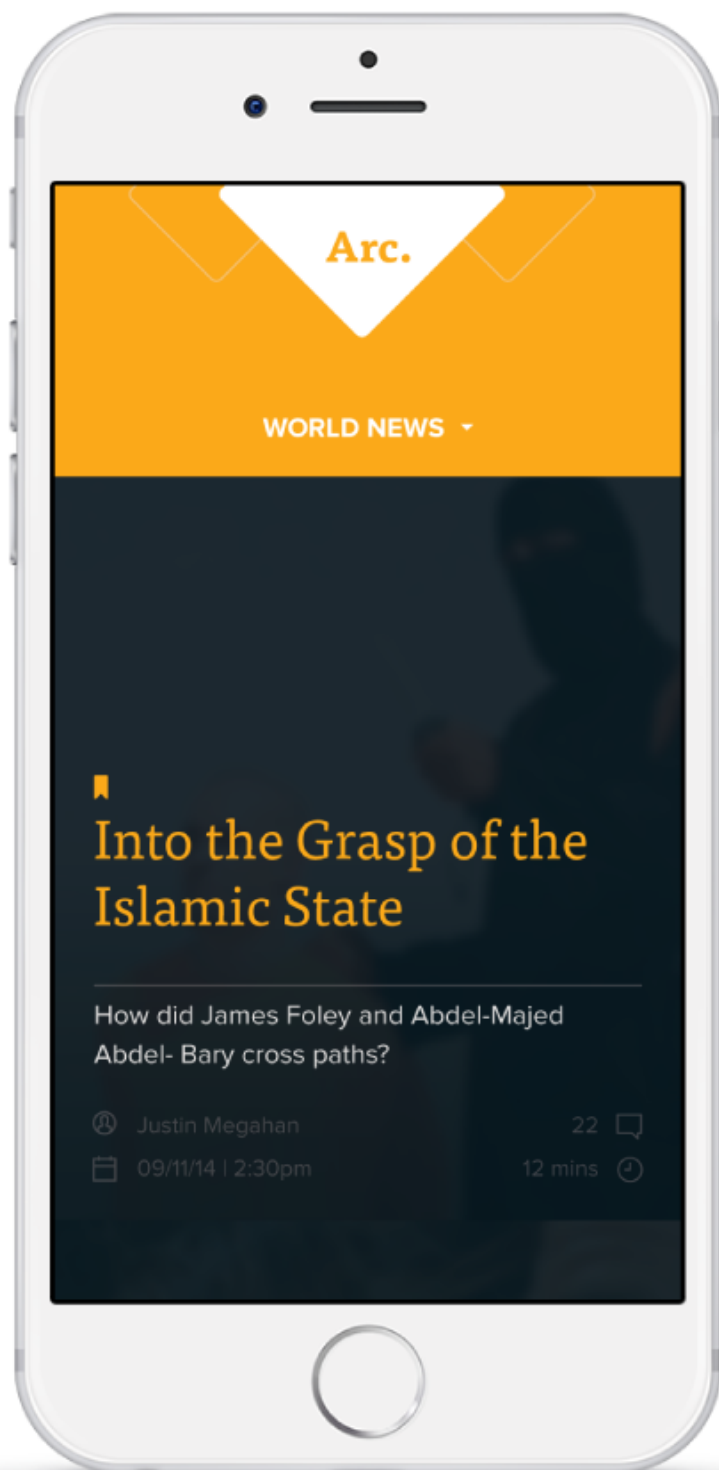 Arc.
WORLD NEWS
Into the Grasp of the
Islamic State
How did James Foley and Abdel-Majed
Abdel- Bary cross paths?
Justin Megahan
22
09/11/14 | 2:30pm
12 mins